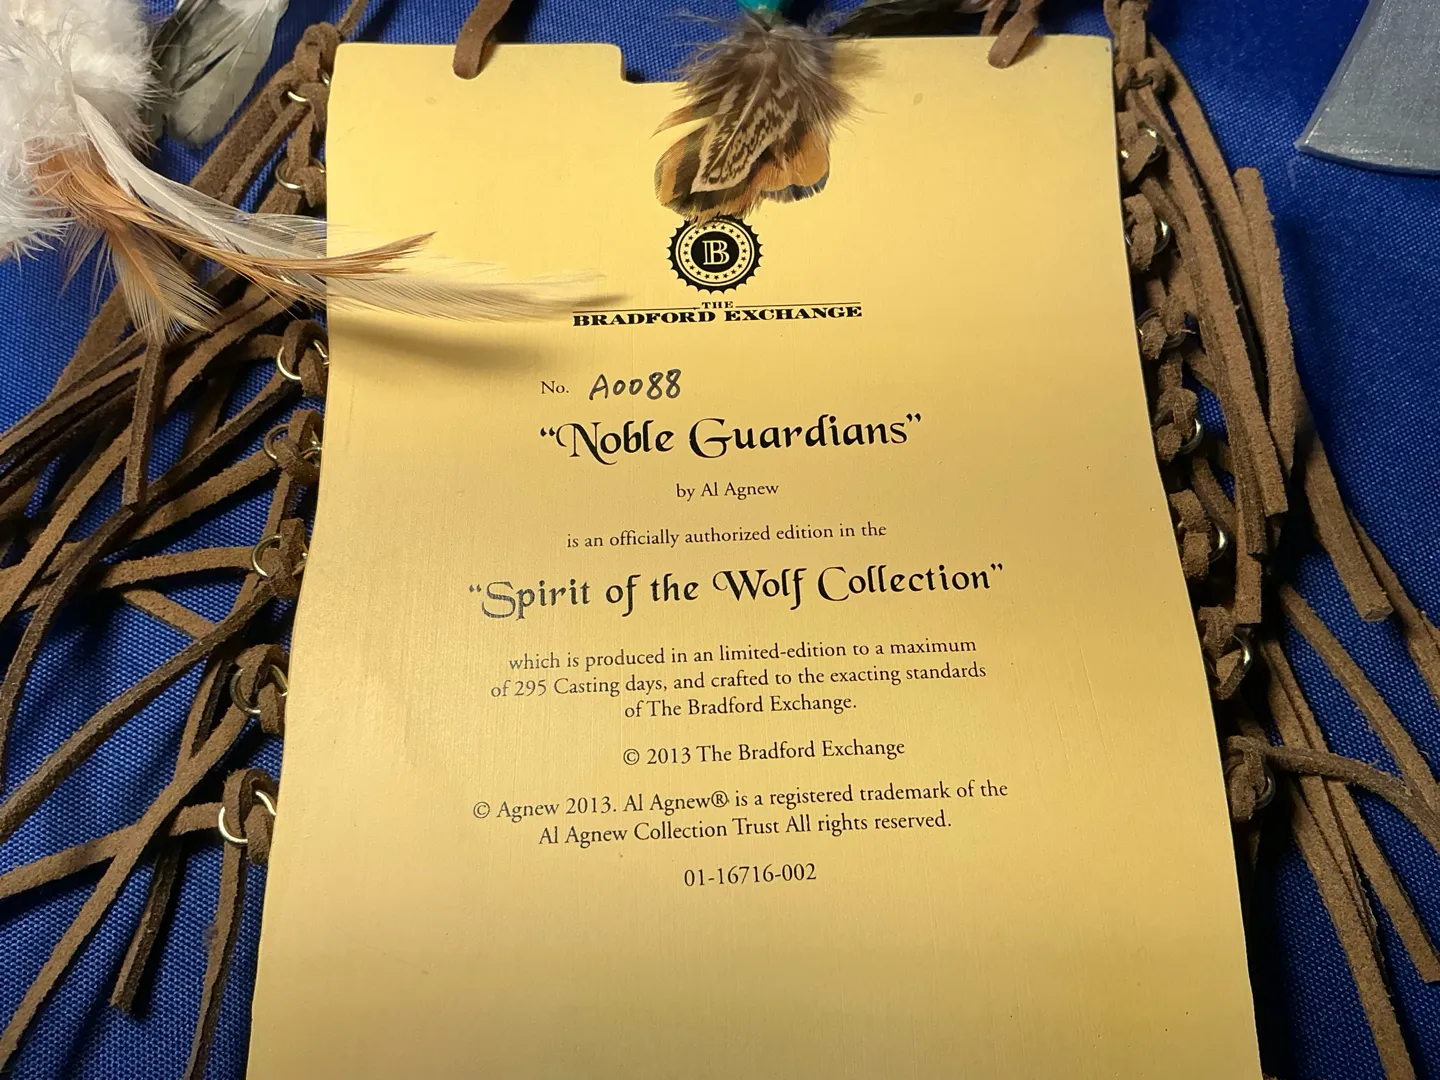 B
THE
BRADFORD EXCHANGE
No. A0088
“Noble Guardians”
by Al Agnew
is an officially authorized edition in the
“Spirit of the Wolf Collection”
which is produced in an limited-edition to a maximum
of 295 Casting days, and crafted to the exacting standards
of The Bradford Exchange.
© 2013 The Bradford Exchange
© Agnew 2013. Al Agnew® is a registered trademark of the
Al Agnew Collection Trust All rights reserved.
01-16716-002